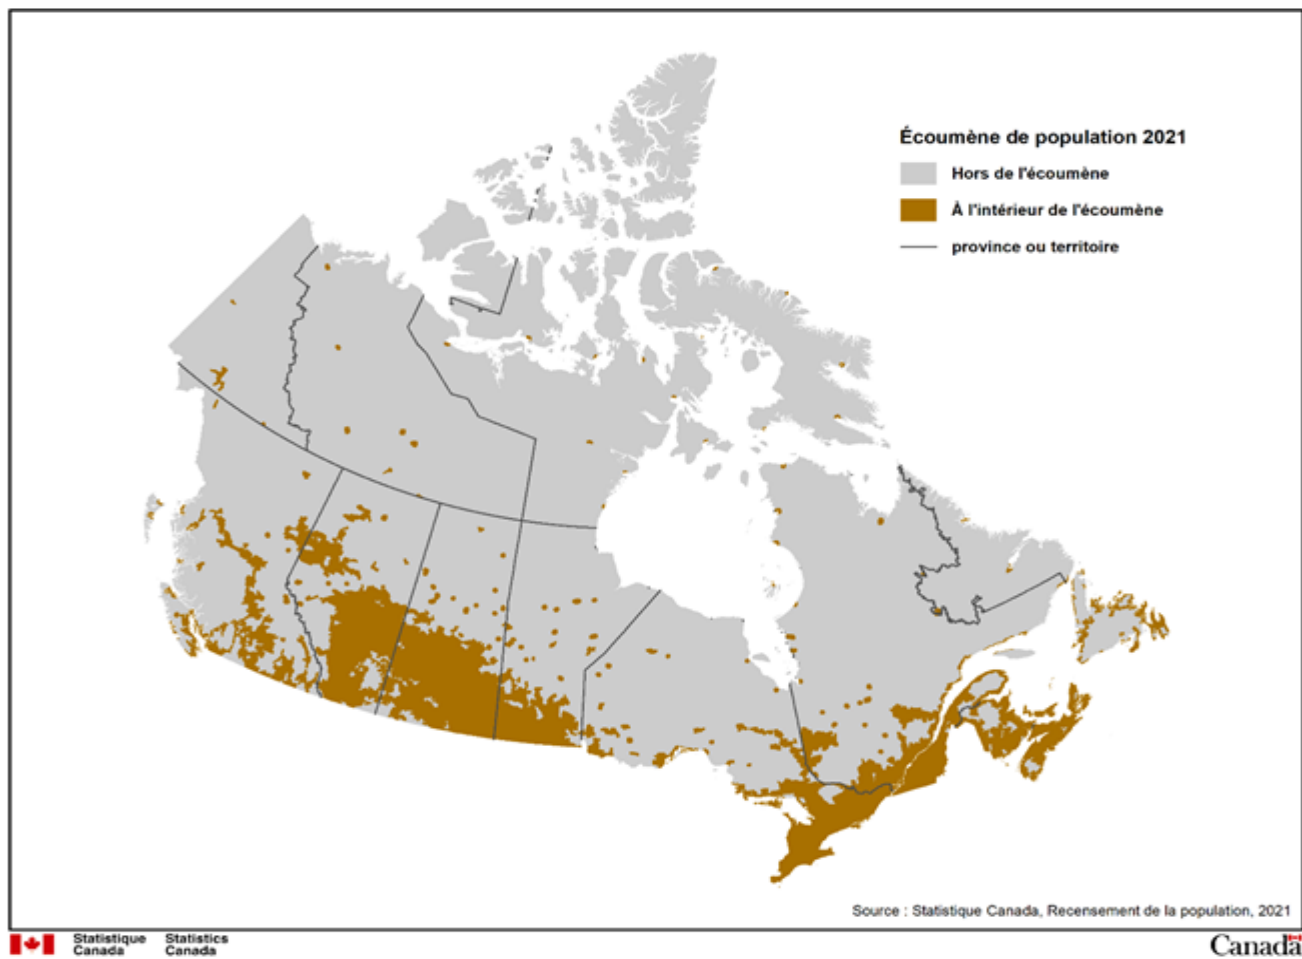 Écoumène de population 2021
Hors de l'écoumène
À l'intérieur de l'écoumène
province ou territoire
Source : Statistique Canada, Recensement de la population, 2021
Statistique Canada
Statistics Canada
Canada